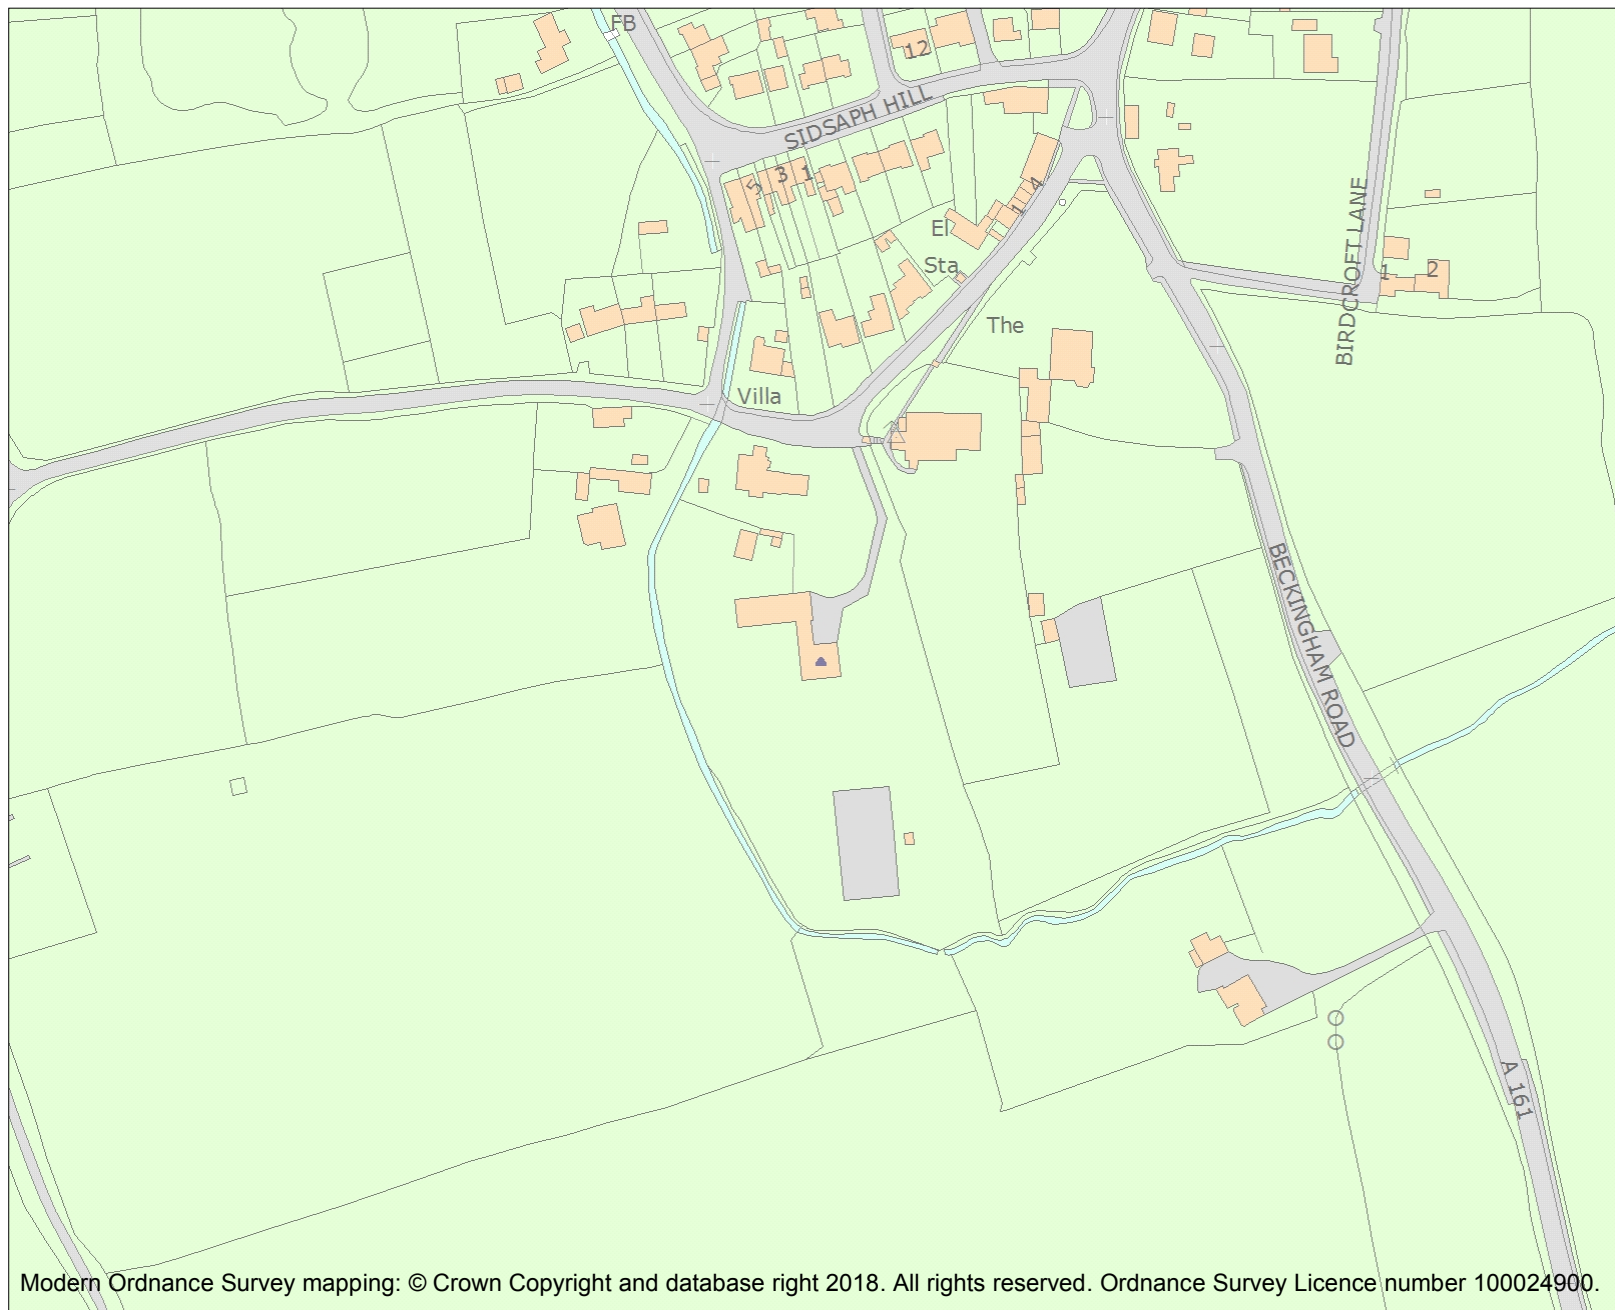 FB
12
SIDSAPH HILL
5 3 1
4
1
El
Sta
BIRDCROFT LANE
1 2
The
Villa
BECKINGHAM ROAD
A 161
Modern Ordnance Survey mapping: © Crown Copyright and database right 2018. All rights reserved. Ordnance Survey Licence number 100024900.